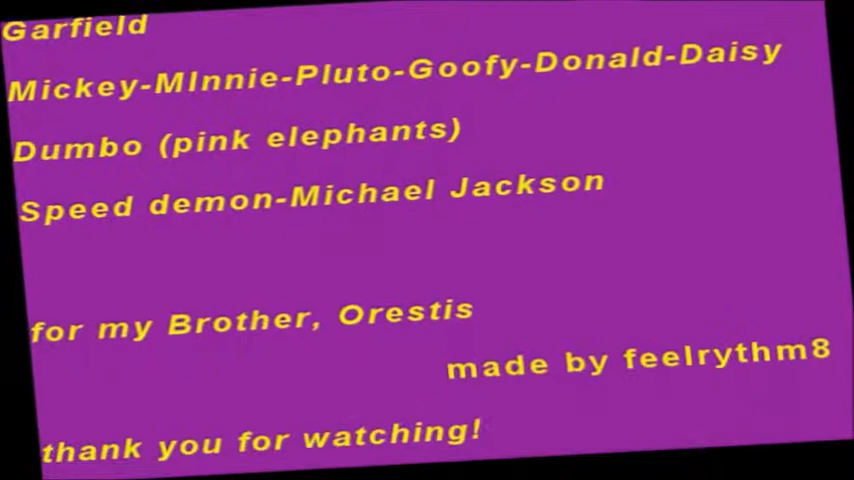 Garfield
Mickey-MInnie-Pluto-Goofy-Donald-Daisy
Dumbo (pink elephants)
Speed demon-Michael Jackson
for my Brother, Orestis
made by feelrythm8
thank you for watching!